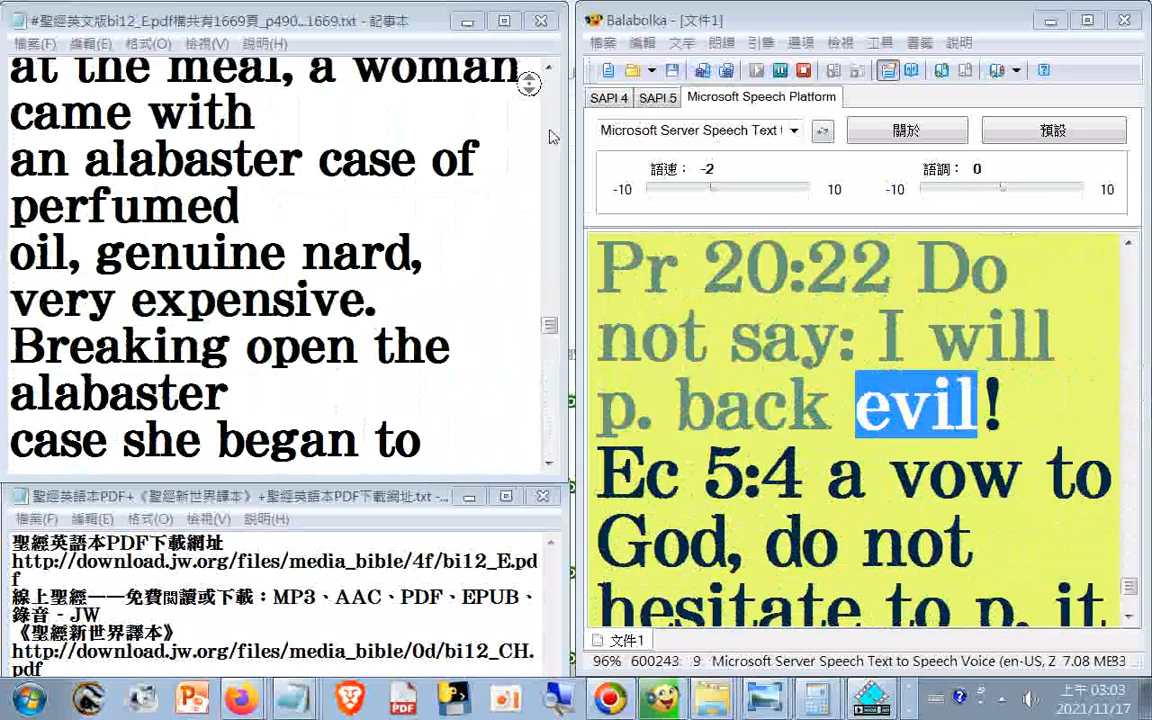 #聖經英文版bi12_E.pdf橫共有1669頁_p490...1669.txt - 記事本
檔案(F) 編輯(E) 格式(O) 檢視(V) 說明(H)
at the meal, a woman
came with
an alabaster case of
perfumed
oil, genuine nard,
very expensive.
Breaking open the
alabaster
case she began to
聖經英語本PDF+《聖經新世界譯本》+聖經英語本PDF下載網址.txt -...
檔案(F) 編輯(E) 格式(O) 檢視(V) 說明(H)
聖經英語本PDF下載網址
http://download.jw.org/files/media_bible/4f/bi12_E.pd
f
線上聖經——免費閱讀或下載：MP3、AAC、PDF、EPUB、
錄音 - JW
《聖經新世界譯本》
http://download.jw.org/files/media_bible/0d/bi12_CH.
pdf
Balabolka - [文件1]
檔案 編輯 文字 朗讀 引擎 選項 檢視 工具 書籤 說明
SAPI 4 SAPI 5 Microsoft Speech Platform
Microsoft Server Speech Text t 關於 預設
語速： -2 語調： 0
-10 10 -10 10
Pr 20:22 Do
not say: I will
p. back evil!
Ec 5:4 a vow to
God, do not
hesitate to p. it
文件1
96% 600243 9 Microsoft Server Speech Text to Speech Voice (en-US, Z 7.08 MB
上午 03:03
2021/11/17